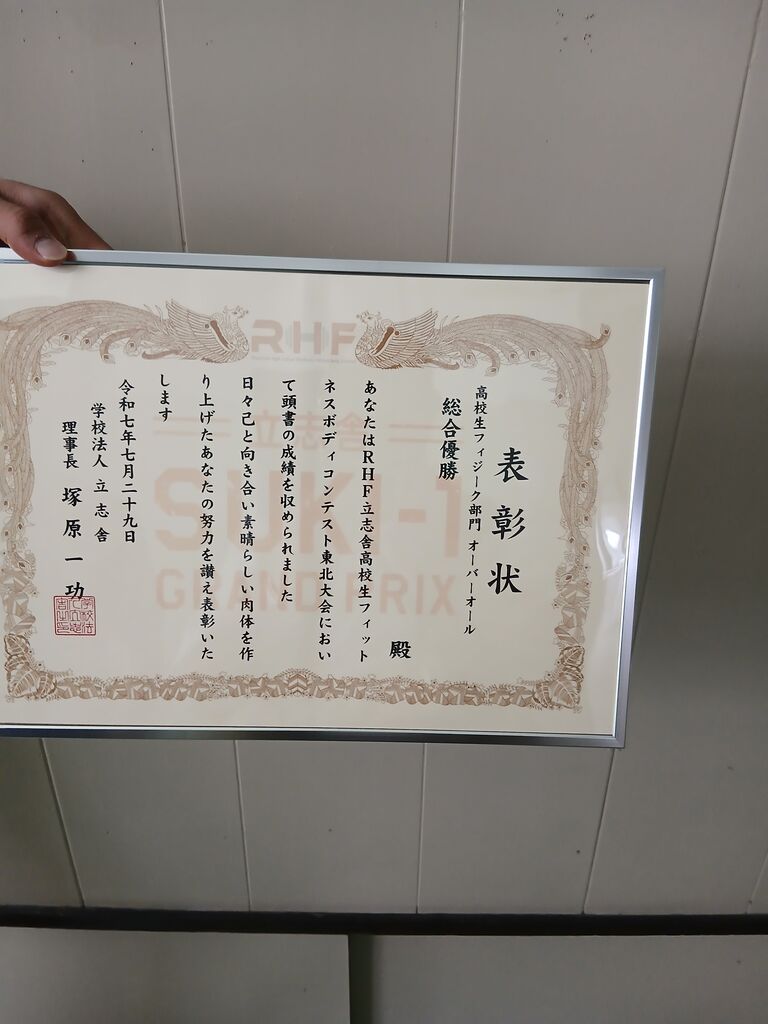 表彰状
高校生フィジーク部門 オーバーオール
総合優勝
殿
あなたはRHF立志舎高校生フィット
ネスボディコンテスト東北大会におい
て頭書の成績を収められました
日々己と向き合い素晴らしい肉体を作
り上げたあなたの努力を讃え表彰いた
します
令和七年七月二十九日
学校法人 立志舎
理事長 塚原一功
RHF
立志舎
SUKI-1
GRAND PRIX